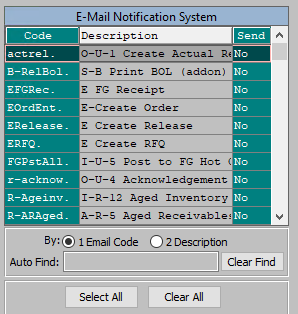 E-Mail Notification System
Code Description Send
actrel. O-U-1 Create Actual Re No
B-RelBol. S-B Print BOL (addon) No
EFGRec. E FG Receipt No
EOrdEnt. E-Create Order No
ERelease. E Create Release No
ERFQ. E Create RFQ No
FGPstAll. I-U-5 Post to FG Hot ( No
r-acknow. O-U-4 Acknowledgement No
R-Ageinv. I-R-12 Aged Inventory No
R-ARAged. A-R-5 Aged Receivables No
By: 1 Email Code 2 Description
Auto Find: Clear Find
Select All Clear All